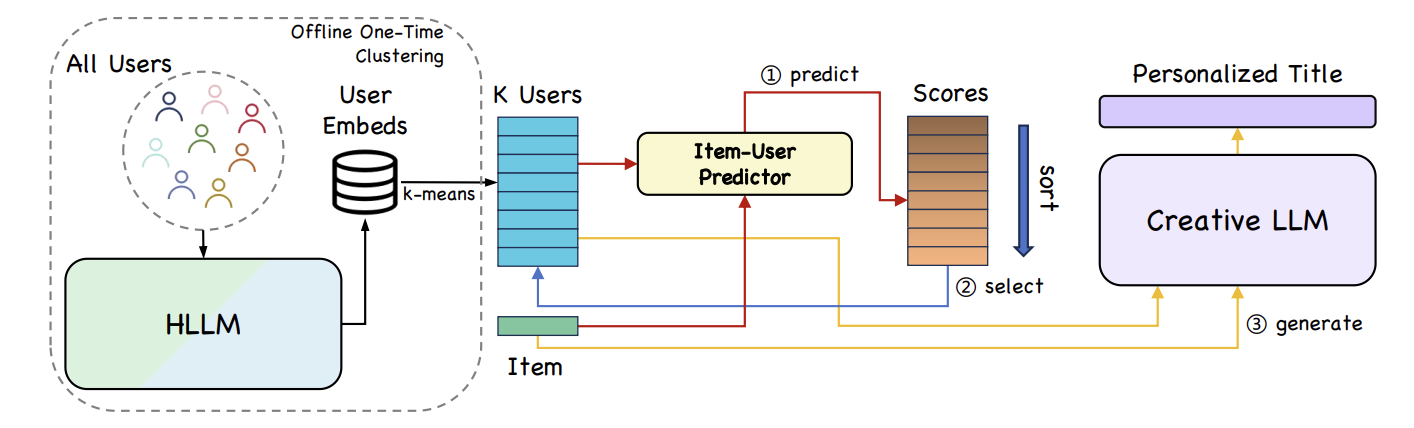 Offline One-Time
Clustering
All Users
User
Embeds
k-means
HLLM
K Users
Item
① predict
Item-User
Predictor
Scores
sort
② select
Personalized Title
Creative LLM
③ generate